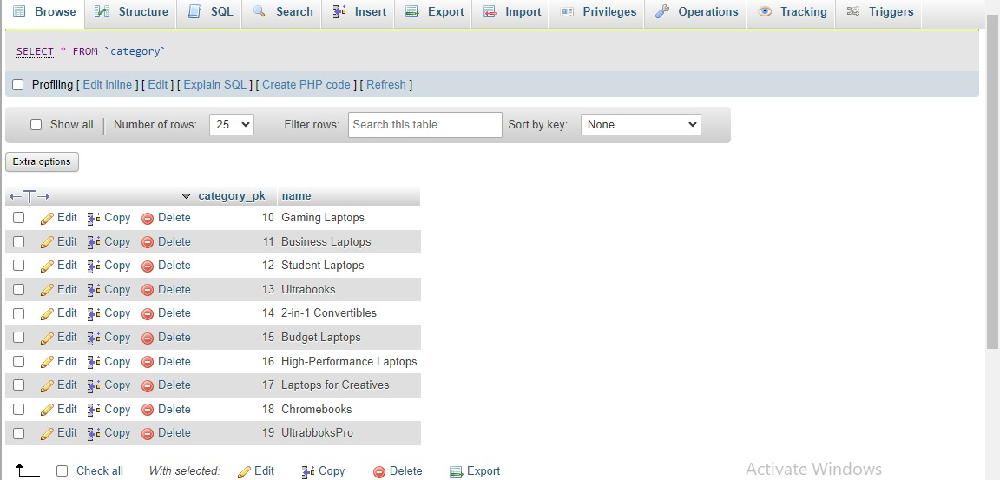 Browse Structure SQL Search Insert Export Import Privileges Operations Tracking Triggers
SELECT * FROM `category`
Profiling [ Edit inline ] [ Edit ] [ Explain SQL ] [ Create PHP code ] [ Refresh ]
Show all Number of rows: 25 Filter rows: Search this table Sort by key: None
Extra options
category_pk name
Edit Copy Delete 10 Gaming Laptops
Edit Copy Delete 11 Business Laptops
Edit Copy Delete 12 Student Laptops
Edit Copy Delete 13 Ultrabooks
Edit Copy Delete 14 2-in-1 Convertibles
Edit Copy Delete 15 Budget Laptops
Edit Copy Delete 16 High-Performance Laptops
Edit Copy Delete 17 Laptops for Creatives
Edit Copy Delete 18 Chromebooks
Edit Copy Delete 19 UltrabboksPro
Check all With selected: Edit Copy Delete Export
Activate Windows